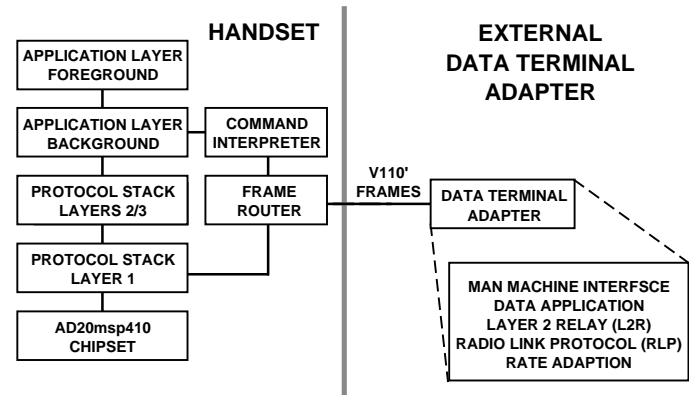 HANDSET
APPLICATION LAYER
FOREGROUND
APPLICATION LAYER
BACKGROUND
COMMAND
INTERPRETER
PROTOCOL STACK
LAYERS 2/3
FRAME
ROUTER
PROTOCOL STACK
LAYER 1
AD20msp410
CHIPSET
EXTERNAL
DATA TERMINAL
ADAPTER
V110'
FRAMES
DATA TERMINAL
ADAPTER
MAN MACHINE INTERFSCE
DATA APPLICATION
LAYER 2 RELAY (L2R)
RADIO LINK PROTOCOL (RLP)
RATE ADAPTION